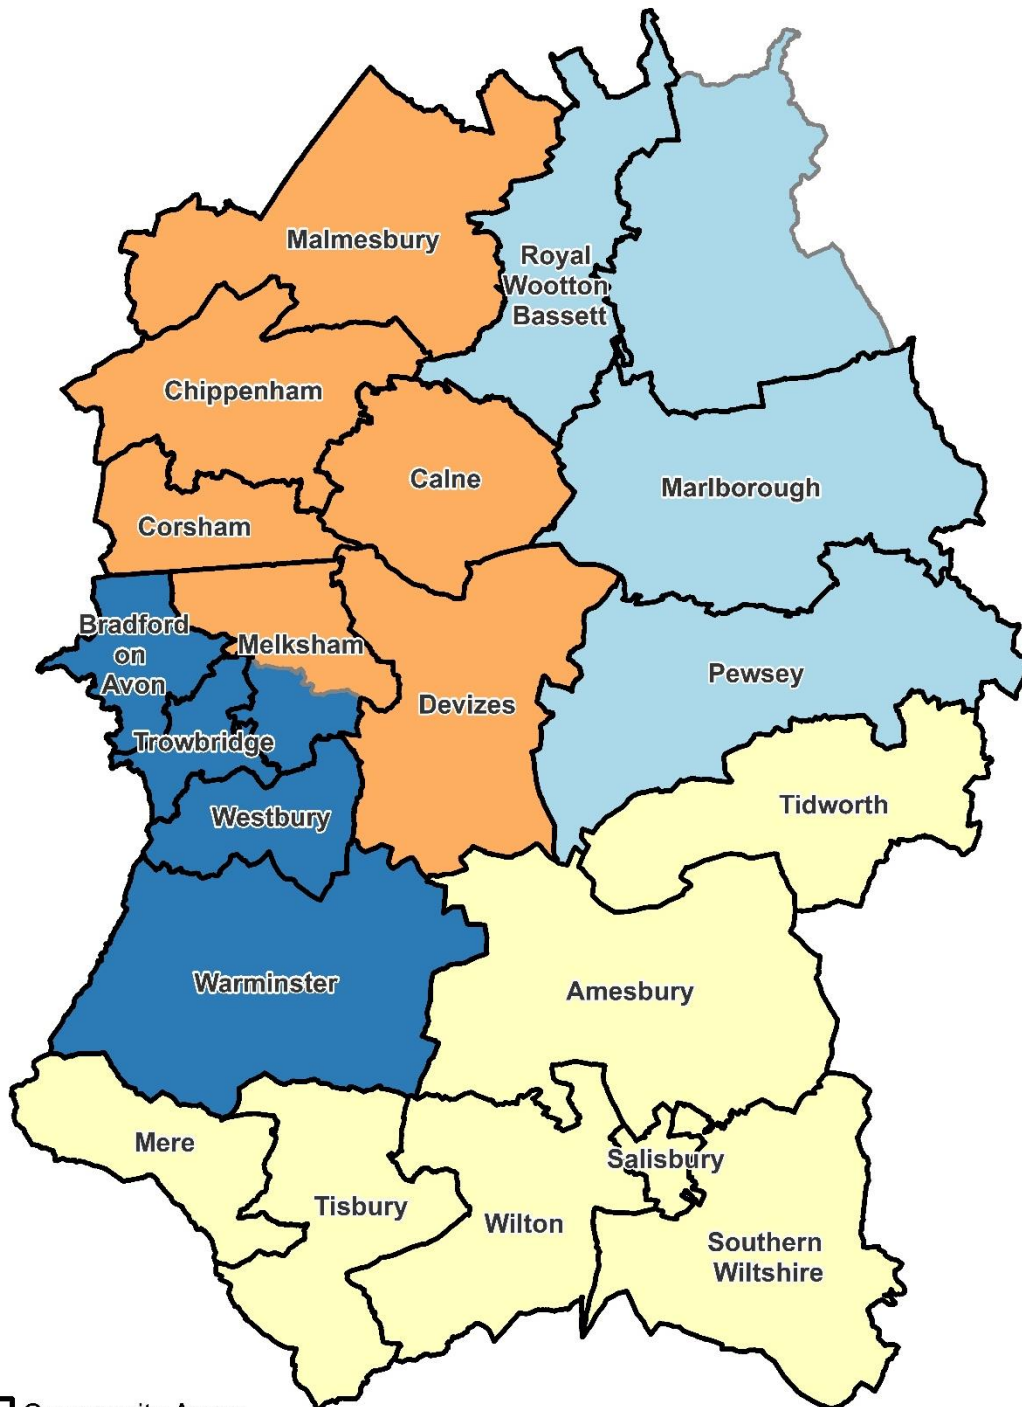 Malmesbury
Royal
Wootton
Bassett
Chippenham
Calne
Marlborough
Corsham
Bradford
on
Avon
Melksham
Pewsey
Devizes
Trowbridge
Tidworth
Westbury
Warminster
Amesbury
Mere
Salisbury
Tisbury
Wilton
Southern
Wiltshire